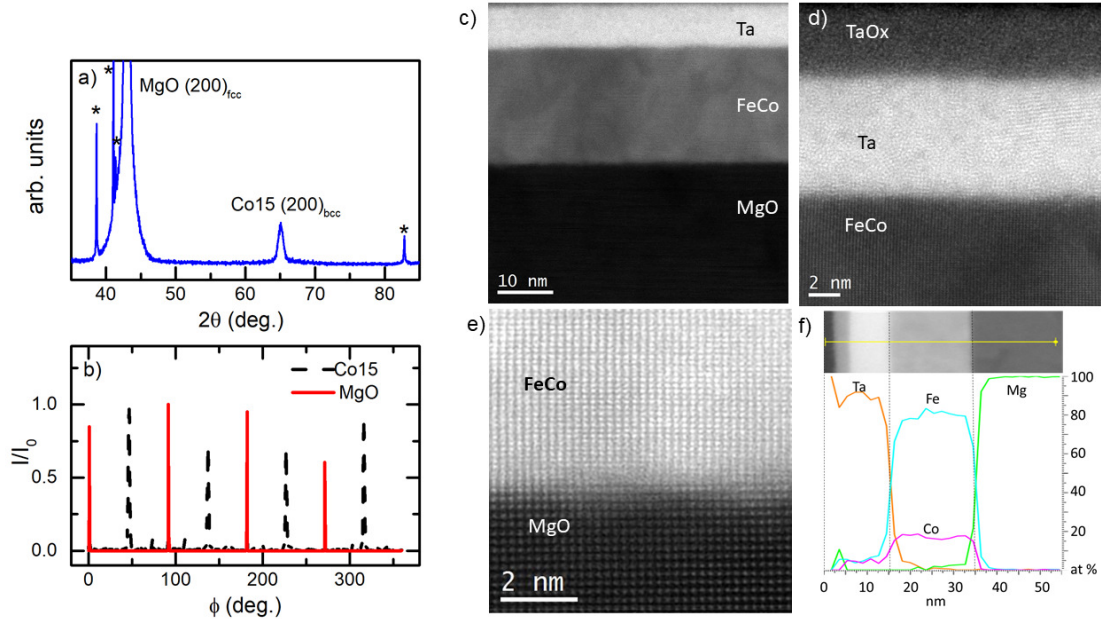 a)
*
*
*
*
MgO (200)fcc
Co15 (200)bcc
arb. units
40 50 60 70 80
2θ (deg.)
b)
Co15
MgO
I/I0
1.0
0.5
0.0
0 100 200 300
ϕ (deg.)
c)
Ta
FeCo
MgO
10 nm
d)
TaOx
Ta
FeCo
2 nm
e)
FeCo
MgO
2 nm
f)
Ta
Fe
Mg
Co
100
80
60
40
20
at %
0 10 20 30 40 50
nm